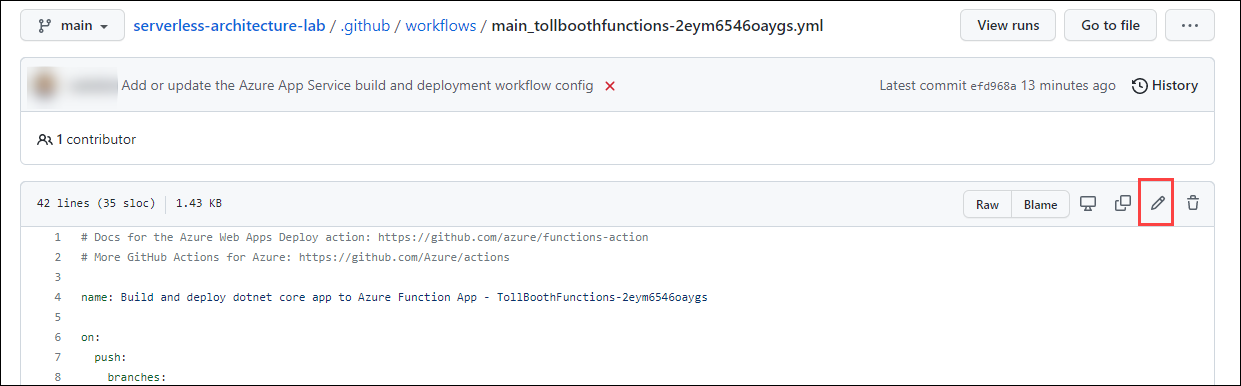 main serverless-architecture-lab / .github / workflows / main_tollboothfunctions-2eym6546oaygs.yml View runs Go to file ...
Add or update the Azure App Service build and deployment workflow config Latest commit efd968a 13 minutes ago History
1 contributor
42 lines (35 sloc) 1.43 KB Raw Blame
1 # Docs for the Azure Web Apps Deploy action: https://github.com/azure/functions-action
2 # More GitHub Actions for Azure: https://github.com/Azure/actions
3
4 name: Build and deploy dotnet core app to Azure Function App - TollBoothFunctions-2eym6546oaygs
5
6 on:
7 push:
8 branches: